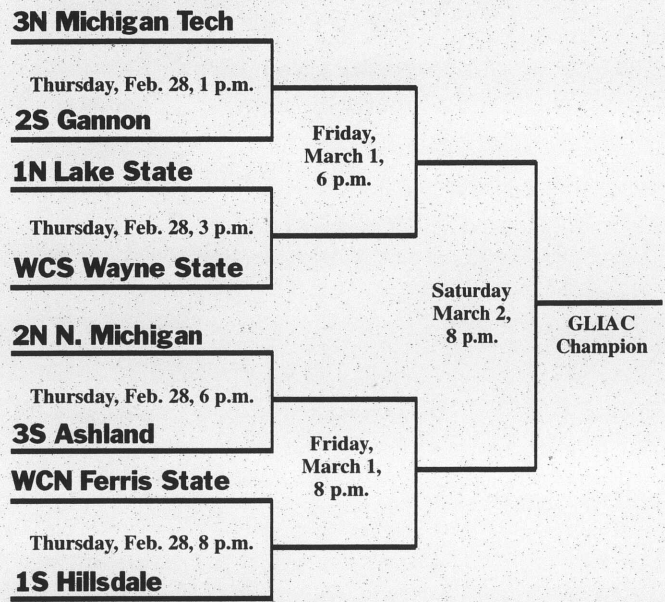 3N Michigan Tech
Thursday, Feb. 28, 1 p.m.
2S Gannon
Friday,
March 1,
6 p.m.
1N Lake State
Thursday, Feb. 28, 3 p.m.
WCS Wayne State
Saturday
March 2,
8 p.m.
GLIAC
Champion
2N N. Michigan
Thursday, Feb. 28, 6 p.m.
3S Ashland
Friday,
March 1,
8 p.m.
WCN Ferris State
Thursday, Feb. 28, 8 p.m.
1S Hillsdale